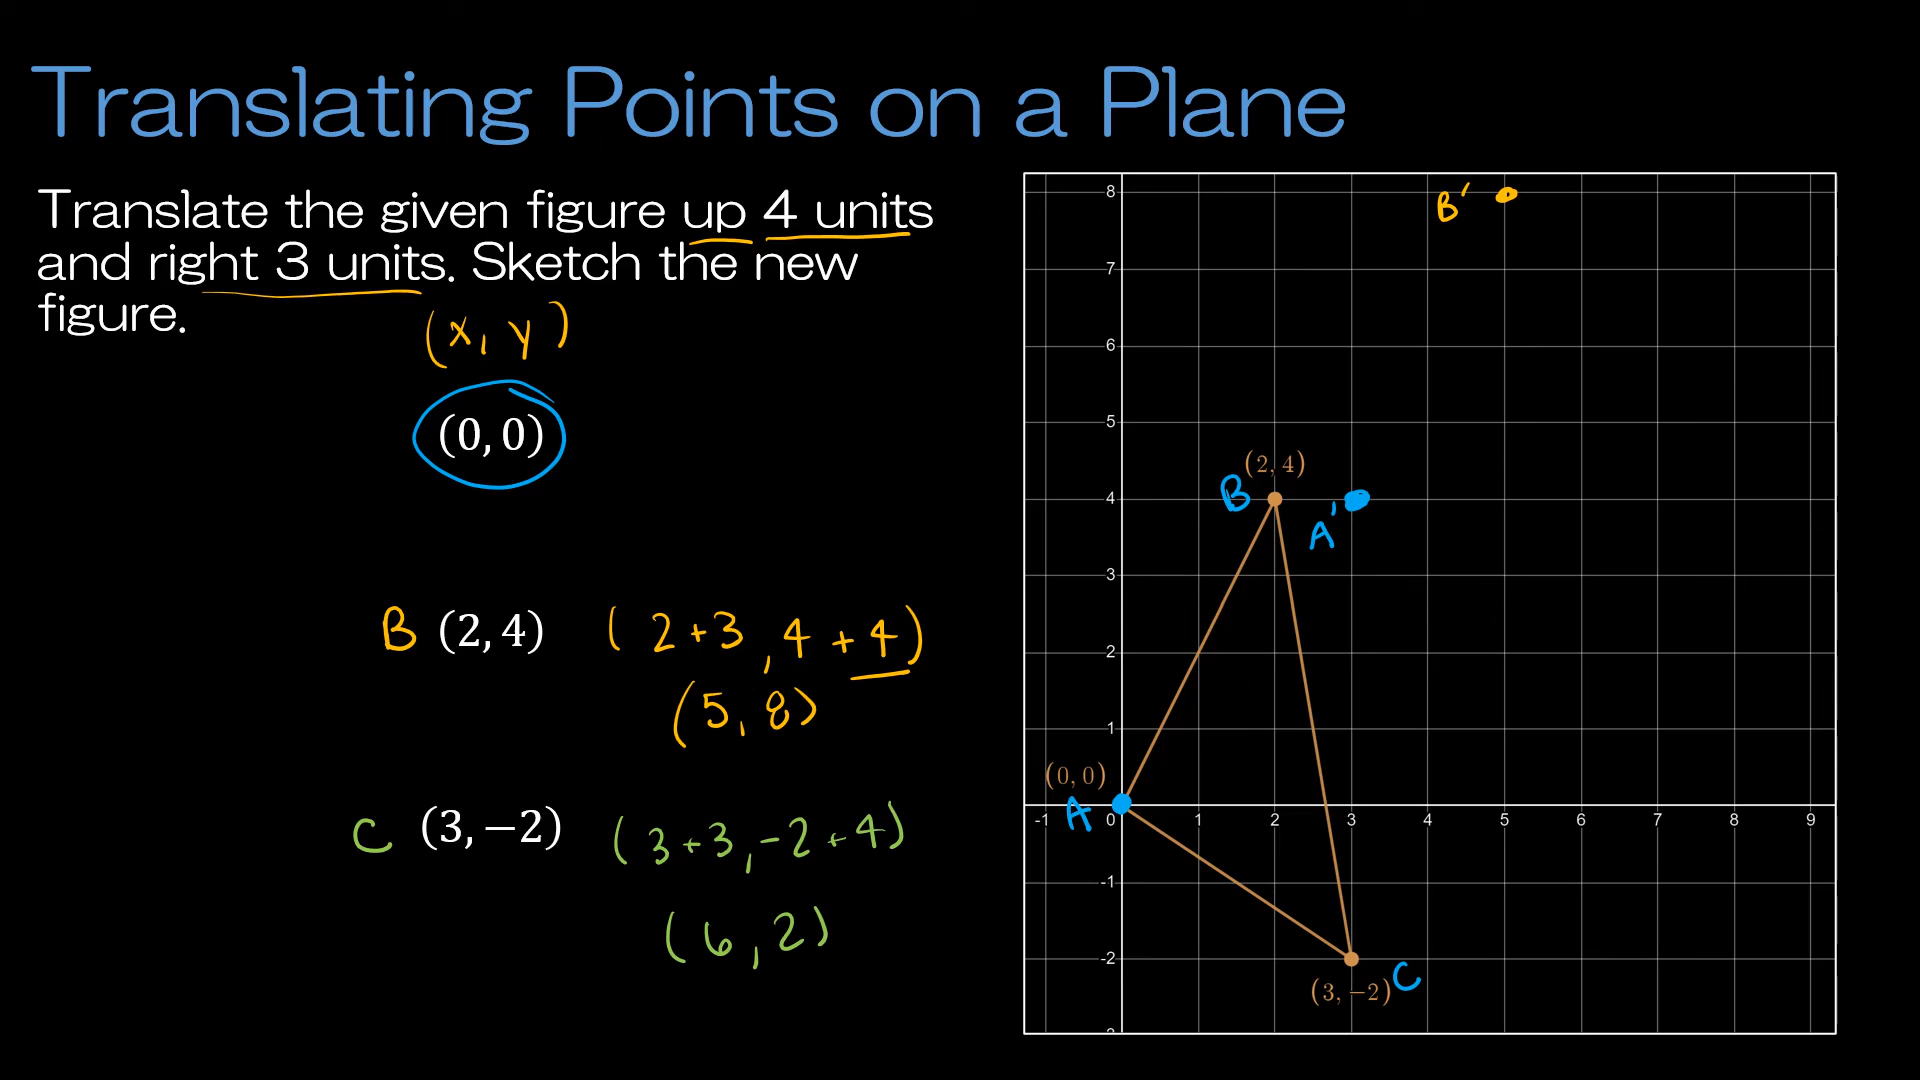 Translating Points on a Plane
Translate the given figure up 4 units
and right 3 units. Sketch the new
figure.
(x, y)
(0, 0)
B (2, 4) (2+3, 4+4)
(5, 8)
C (3, −2) (3+3, -2+4)
(6, 2)
8 B'
7
6
5
(2, 4)
4 B
A'
3
2
1
(0, 0)
A
-1 0 1 2 3 4 5 6 7 8 9
-1
-2
C
(3, −2)